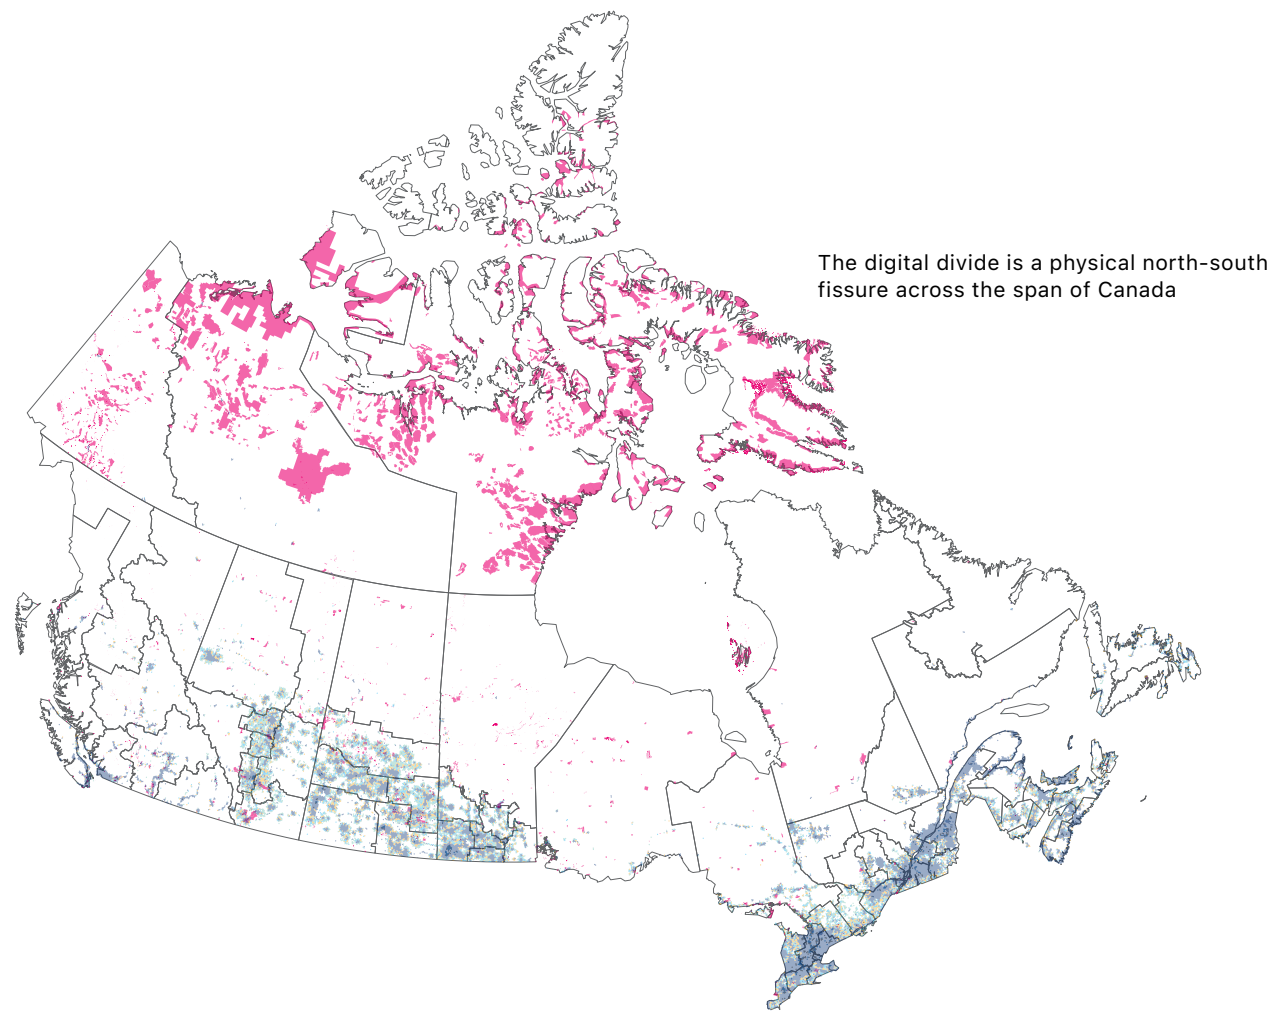 The digital divide is a physical north-south
fissure across the span of Canada